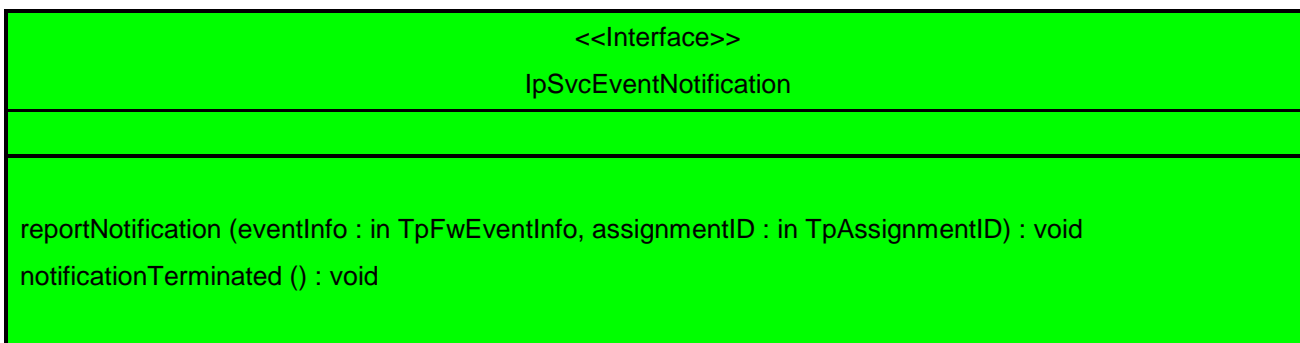 <<Interface>>
IpSvcEventNotification
reportNotification (eventInfo : in TpFwEventInfo, assignmentID : in TpAssignmentID) : void
notificationTerminated () : void